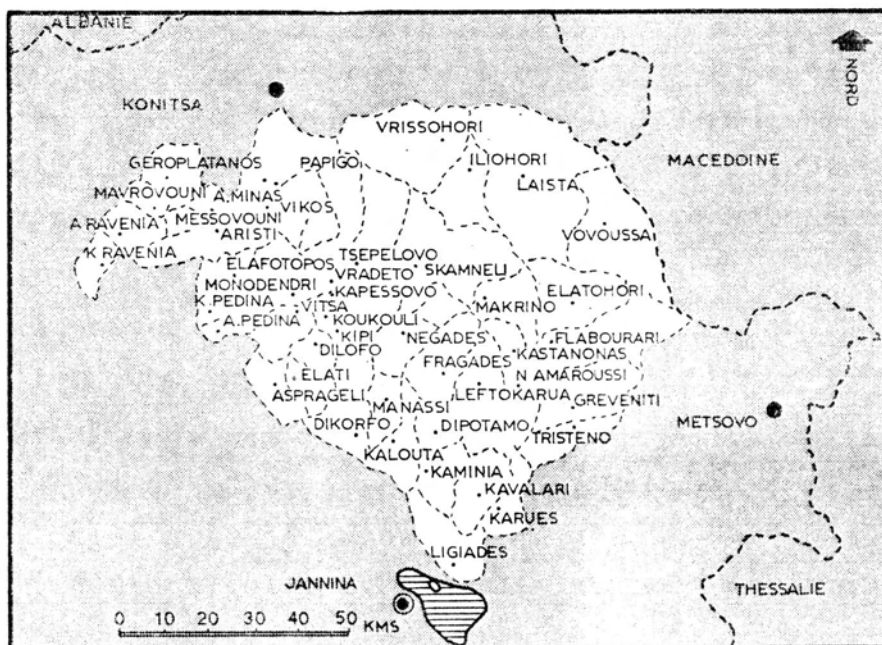 ALBANIE
NORD
KONITSA
VRISSOHORI
GEROPLATANOS
PAPIGO
ILIOHORI
MACEDOINE
LAISTA
MAVROVOUNI
A.MINAS
VIKOS
A.RAVENIA
MESSOVOUNI
ARISTI
VOVOUSSA
K.RAVENIA
TSEPELOVO
ELAFOTOPOS
VRADETO
SKAMNELI
MONODENDRI
KAPESSOVO
ELATOHORI
K.PEDINA
VITSA
MAKRINO
A.PEDINA
KOUKOULI
KIPI
NEGADES
FLABOURARI
DILOFO
FRAGADES
KASTANONAS
ELATI
N.AMAROUSSI
ASPRAGELI
LEFTOKARUA
GREVENITI
MANASSI
METSOVO
DIKORFO
DIPOTAMO
TRISTENO
KALOUTA
KAMINIA
KAVALARI
KARUES
LIGIADES
JANNINA
THESSALIE
0 10 20 30 40 50
KMS